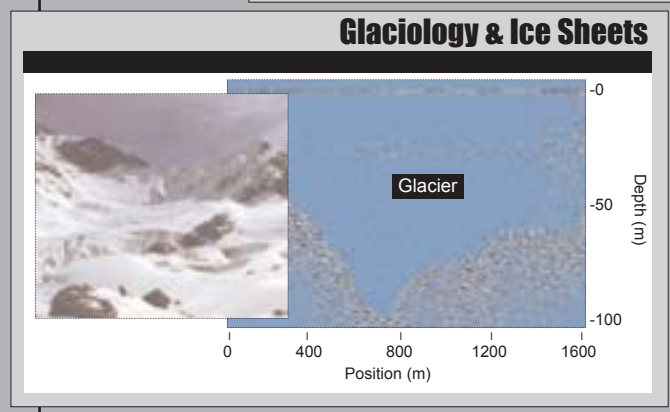 Glaciology & Ice Sheets
Glacier
-0
-50
-100
Depth (m)
0 400 800 1200 1600
Position (m)